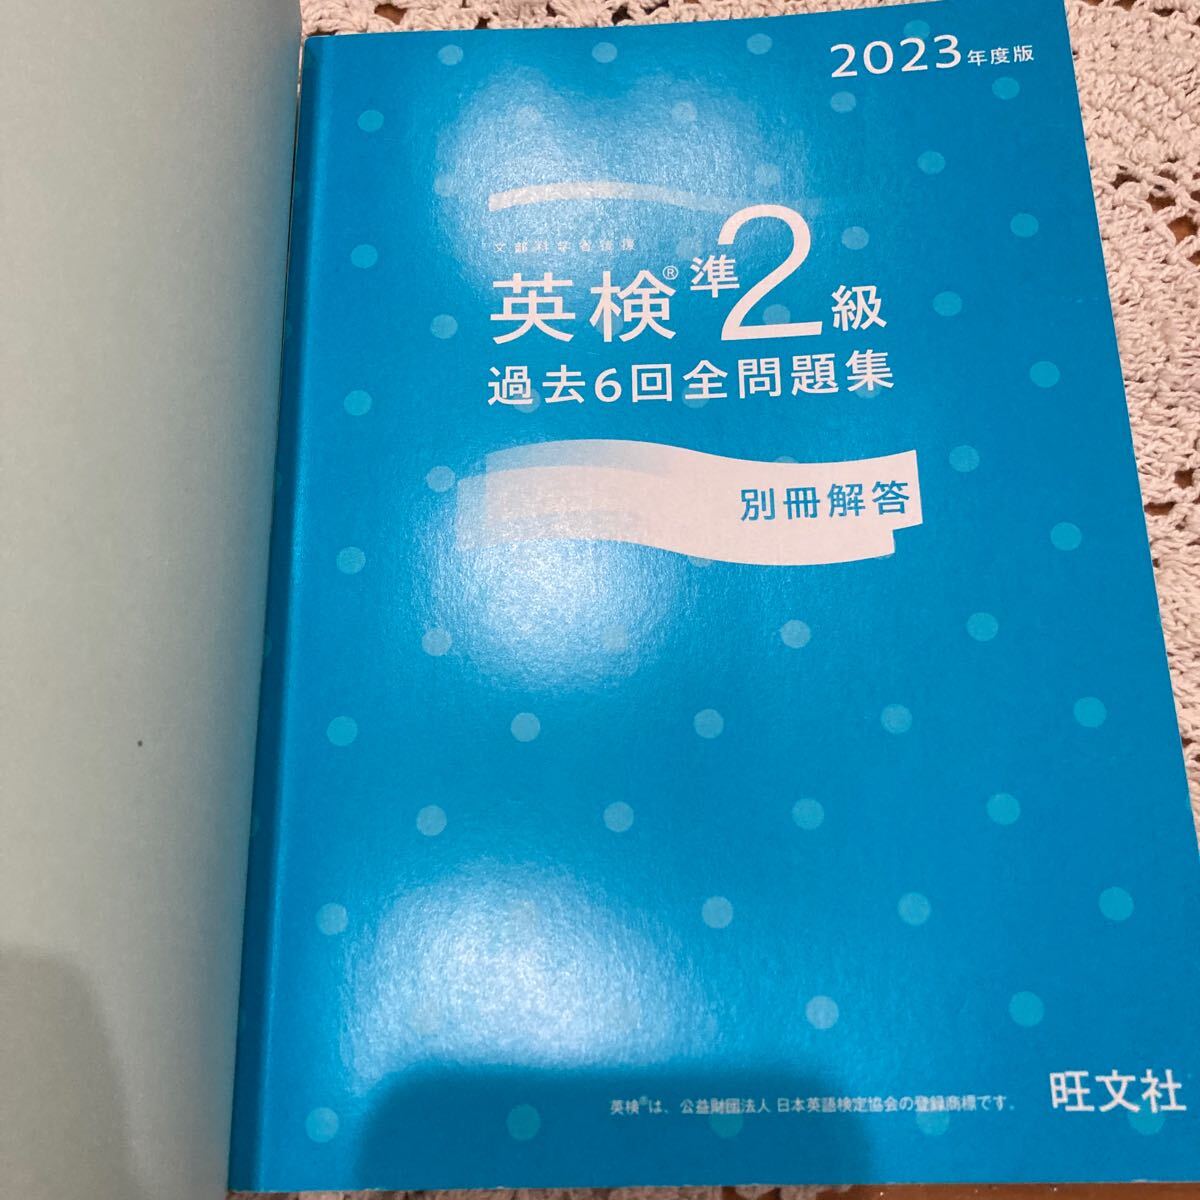 2023年度版
文部科学省後援
英検®準2級
過去6回全問題集
別冊解答
英検®は、公益財団法人 日本英語検定協会の登録商標です。
旺文社